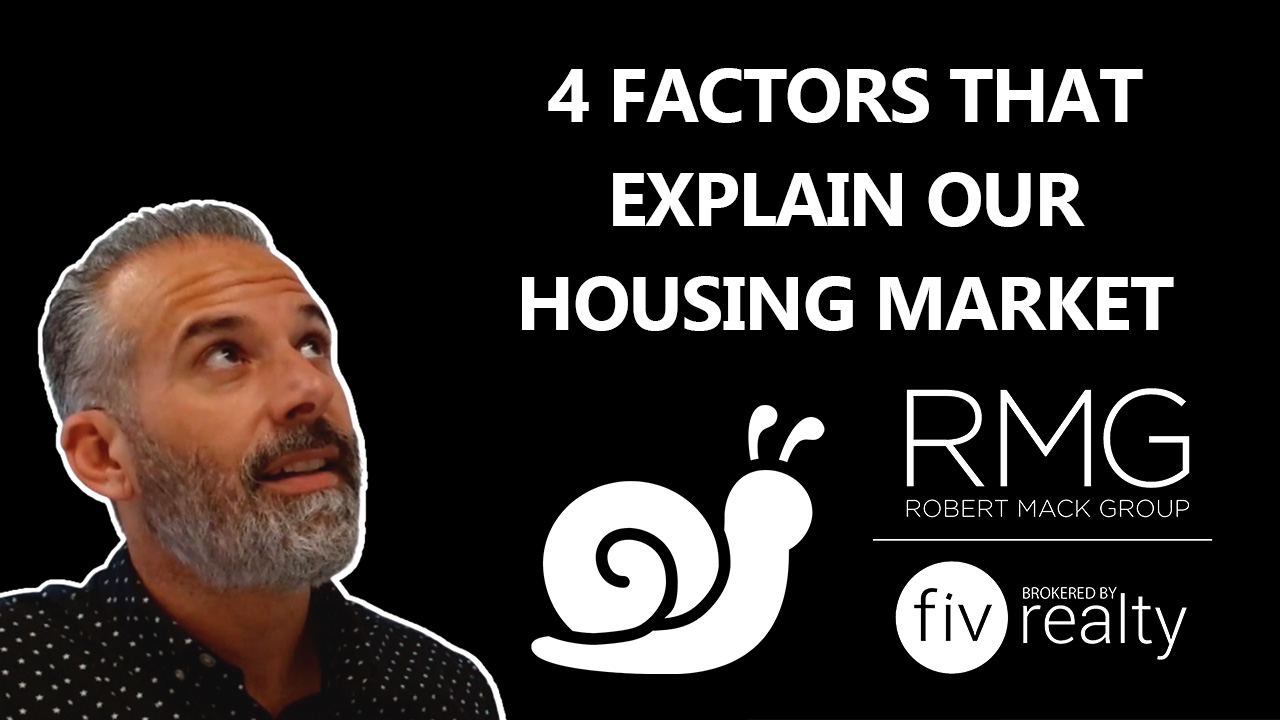 4 FACTORS THAT
EXPLAIN OUR
HOUSING MARKET
RMG
ROBERT MACK GROUP
fiv
BROKERED BY
realty